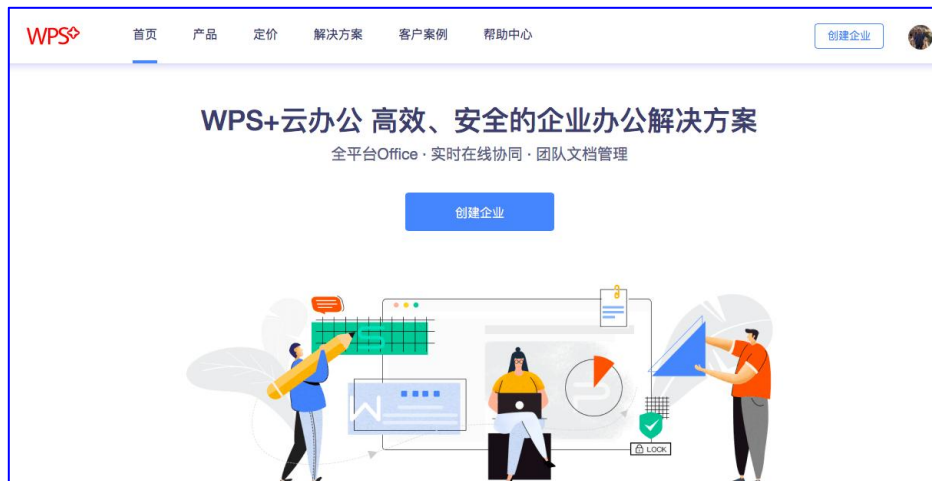 WPS+ 首页 产品 定价 解决方案 客户案例 帮助中心 创建企业
WPS+云办公 高效、安全的企业办公解决方案
全平台Office · 实时在线协同 · 团队文档管理
创建企业
W
LOCK